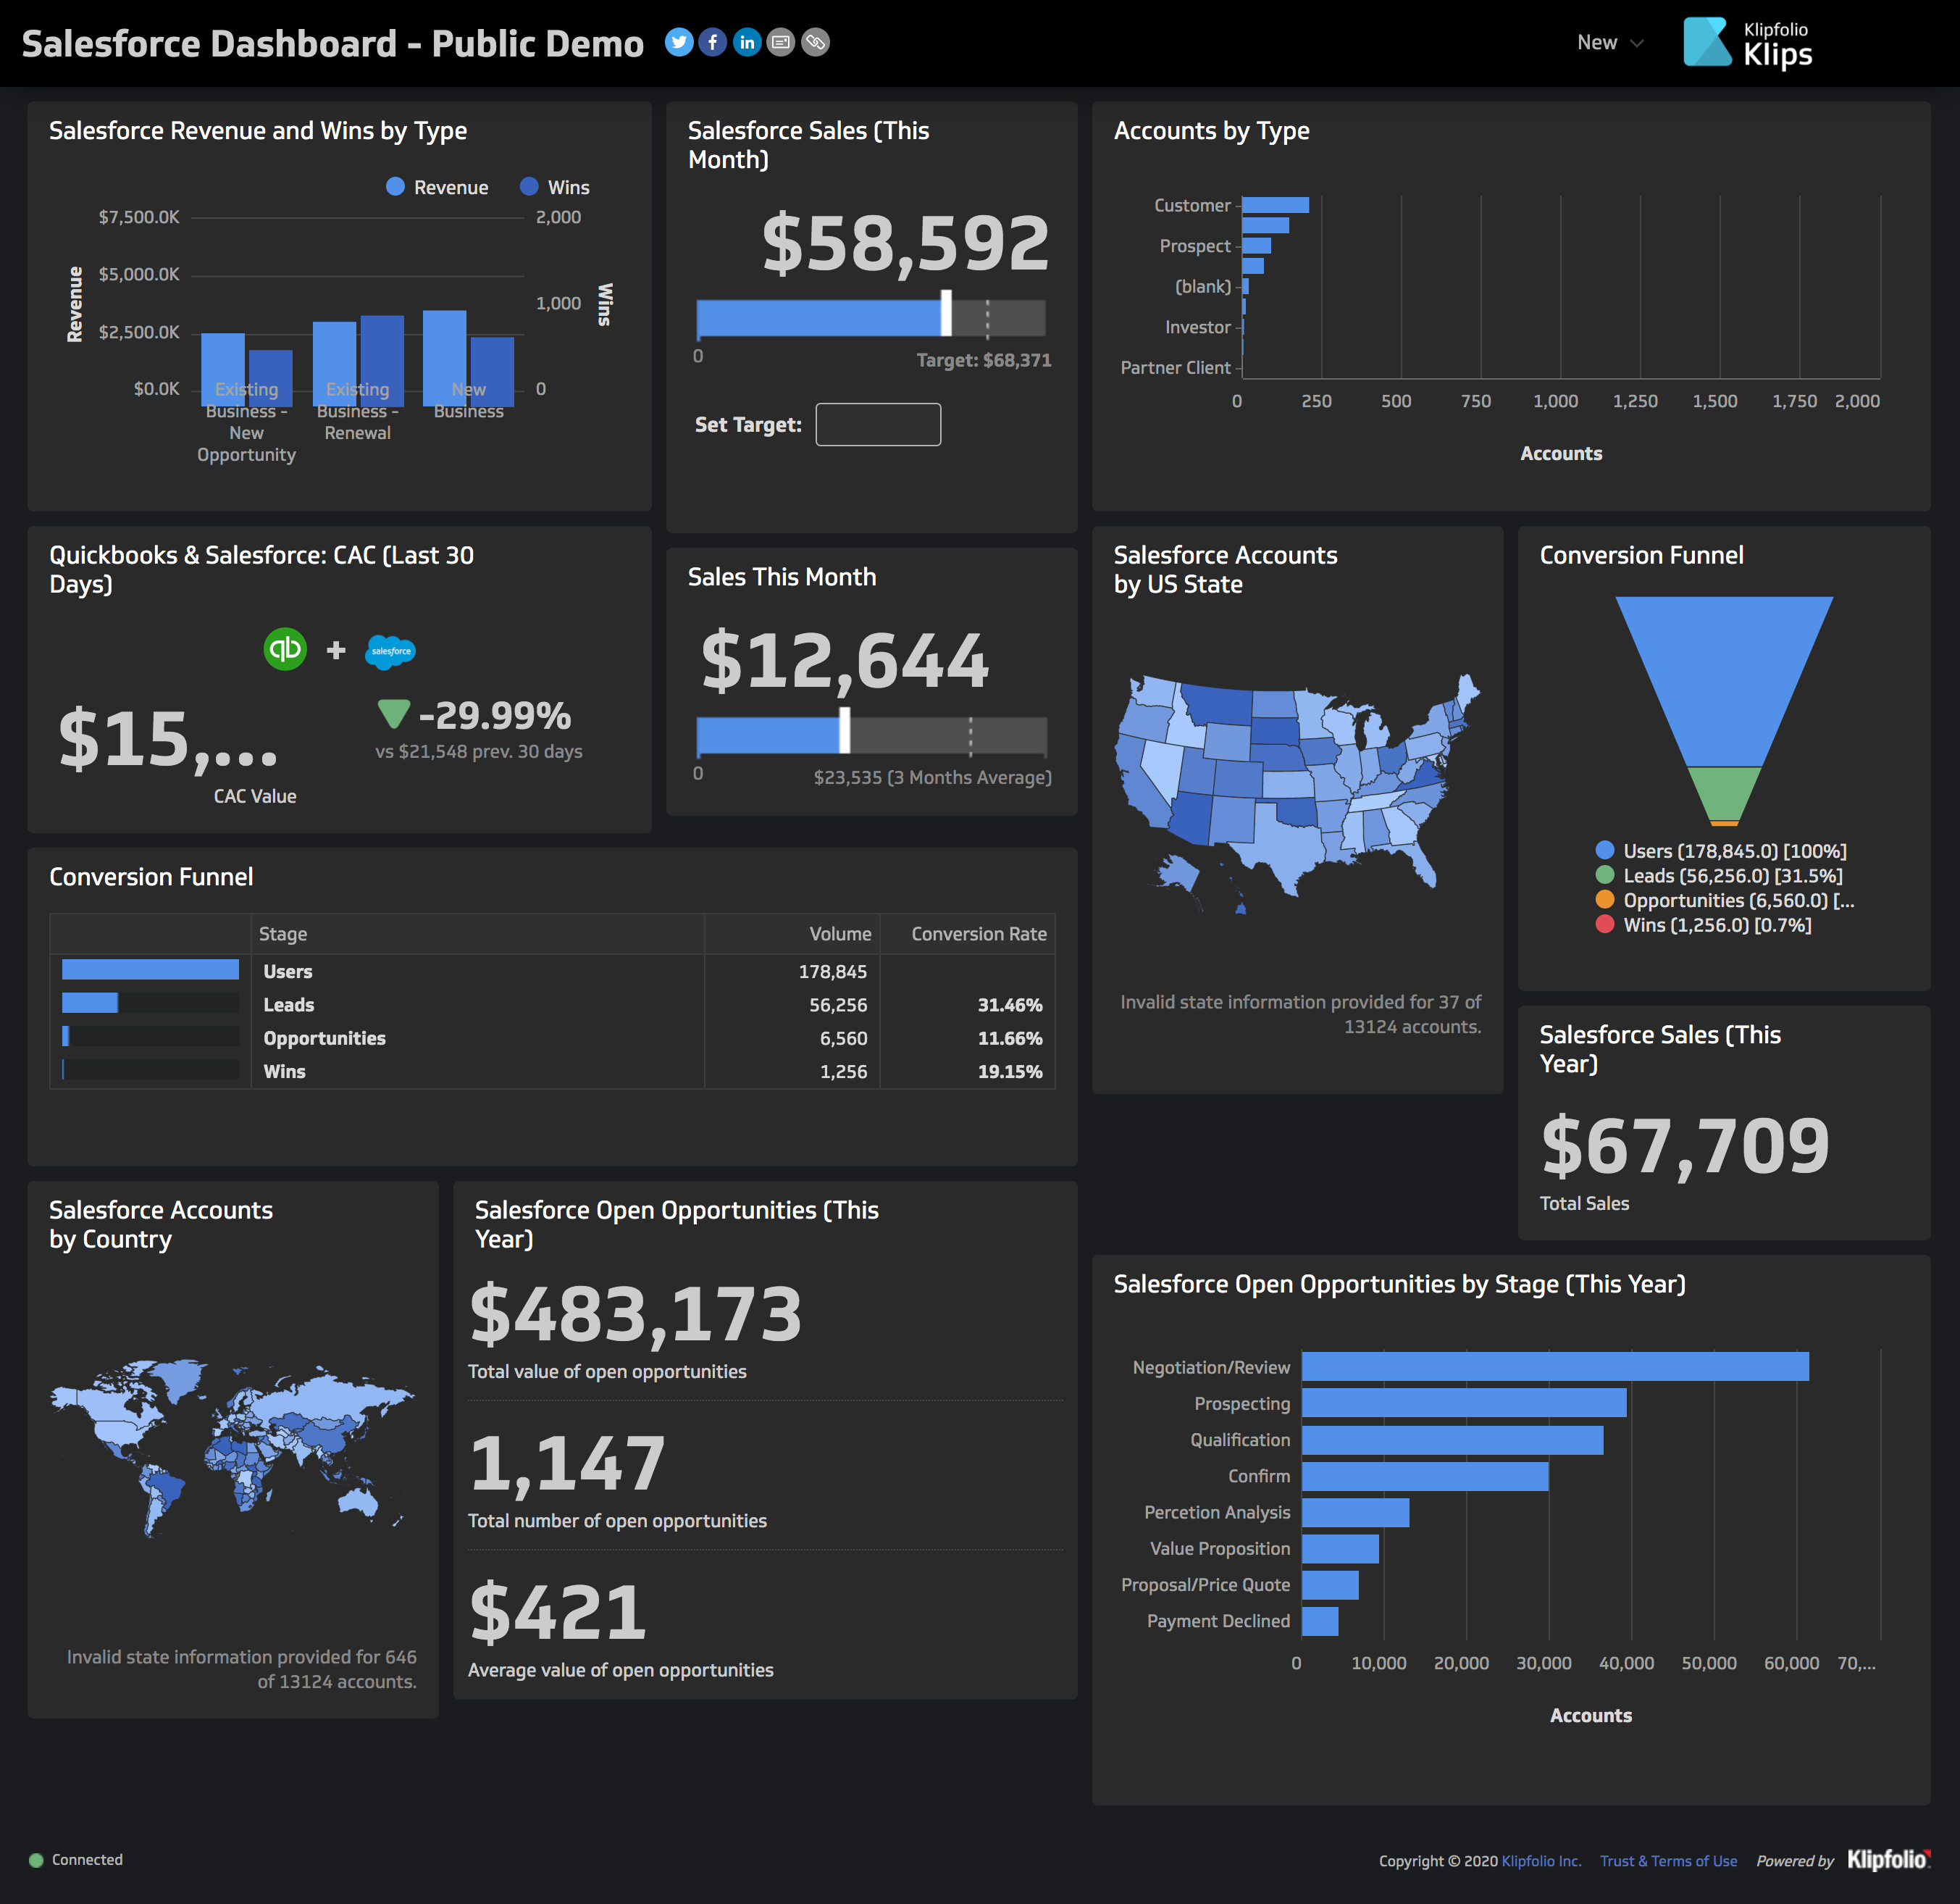 Salesforce Dashboard - Public Demo
New
Klipfolio
Klips
Salesforce Revenue and Wins by Type
Revenue
Wins
$7,500.0K
$5,000.0K
$2,500.0K
$0.0K
Revenue
2,000
1,000
0
Wins
Existing
Business -
New
Opportunity
Existing
Business -
Renewal
New
Business
Salesforce Sales (This
Month)
$58,592
0
Target: $68,371
Set Target:
Accounts by Type
Customer
Prospect
(blank)
Investor
Partner Client
0 250 500 750 1,000 1,250 1,500 1,750 2,000
Accounts
Quickbooks & Salesforce: CAC (Last 30
Days)
qb + salesforce
$15,...
CAC Value
-29.99%
vs $21,548 prev. 30 days
Sales This Month
$12,644
0
$23,535 (3 Months Average)
Salesforce Accounts
by US State
Invalid state information provided for 37 of
13124 accounts.
Conversion Funnel
Users (178,845.0) [100%]
Leads (56,256.0) [31.5%]
Opportunities (6,560.0) [...
Wins (1,256.0) [0.7%]
Conversion Funnel
Stage Volume Conversion Rate
Users 178,845
Leads 56,256 31.46%
Opportunities 6,560 11.66%
Wins 1,256 19.15%
Salesforce Sales (This
Year)
$67,709
Total Sales
Salesforce Accounts
by Country
Invalid state information provided for 646
of 13124 accounts.
Salesforce Open Opportunities (This
Year)
$483,173
Total value of open opportunities
1,147
Total number of open opportunities
$421
Average value of open opportunities
Salesforce Open Opportunities by Stage (This Year)
Negotiation/Review
Prospecting
Qualification
Confirm
Percetion Analysis
Value Proposition
Proposal/Price Quote
Payment Declined
0 10,000 20,000 30,000 40,000 50,000 60,000 70,...
Accounts
Connected
Copyright © 2020 Klipfolio Inc. Trust & Terms of Use Powered by Klipfolio